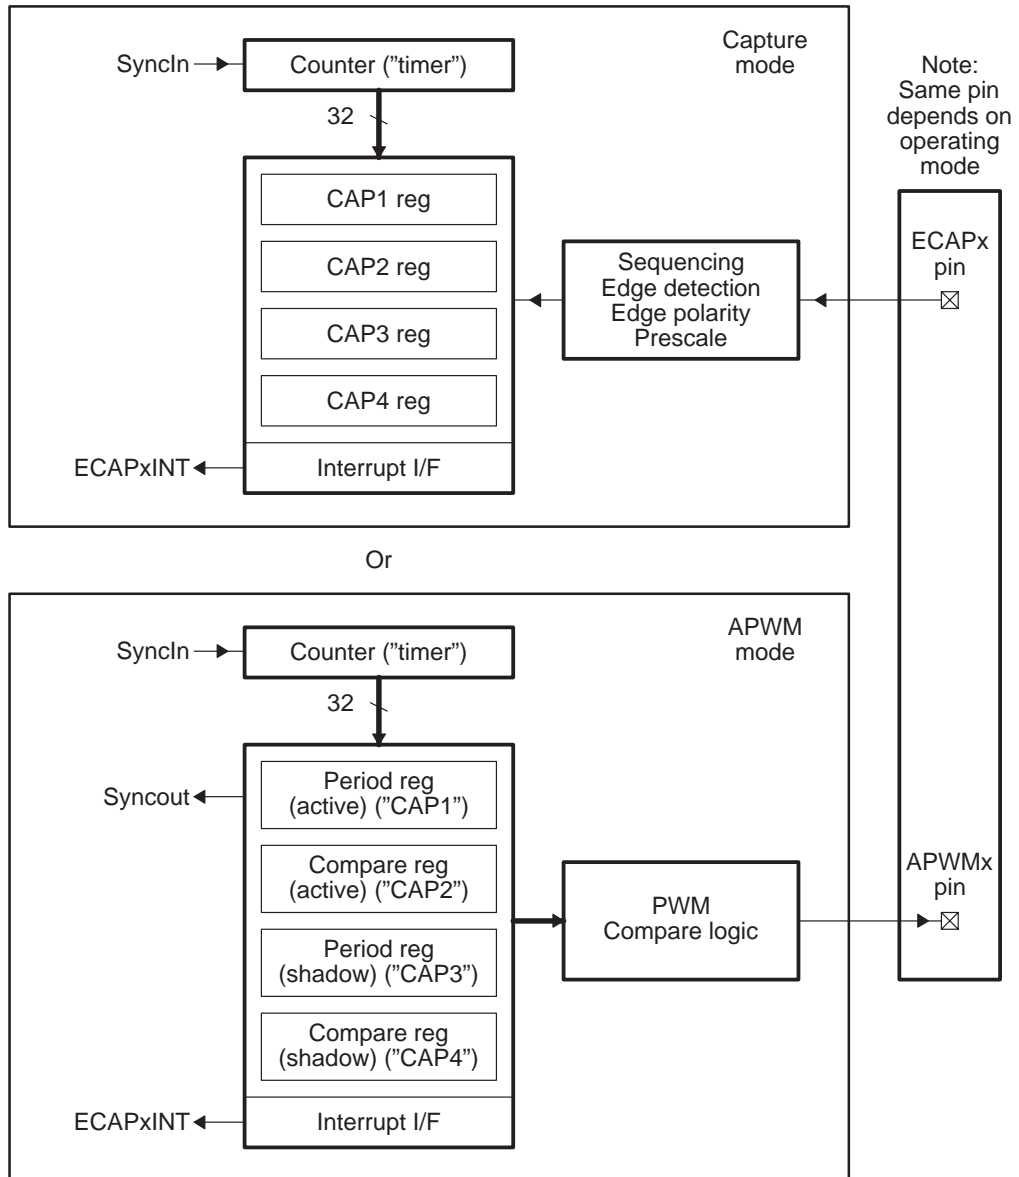 Capture
mode
SyncIn
Counter (”timer”)
32
CAP1 reg
CAP2 reg
CAP3 reg
CAP4 reg
Interrupt I/F
ECAPxINT
Sequencing
Edge detection
Edge polarity
Prescale
Note:
Same pin
depends on
operating
mode
ECAPx
pin
Or
APWM
mode
SyncIn
Counter (”timer”)
32
Syncout
Period reg
(active) (”CAP1”)
Compare reg
(active) (”CAP2”)
Period reg
(shadow) (”CAP3”)
Compare reg
(shadow) (”CAP4”)
Interrupt I/F
ECAPxINT
PWM
Compare logic
APWMx
pin